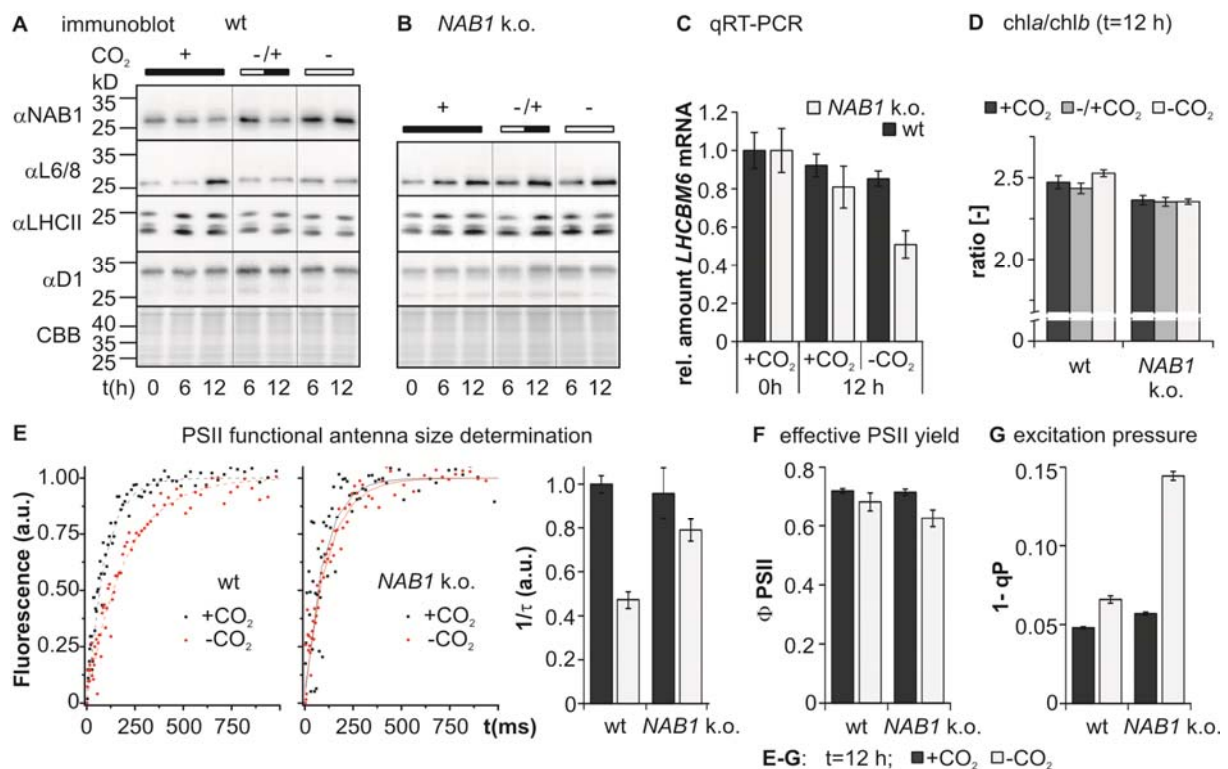 A immunoblot wt
CO₂ + -/+ -
kD
αNAB1 35
25
αL6/8 35
25
αLHCII 25
αD1 35
25
CBB 40
35
25
t(h) 0 6 12 6 12 6 12
B NAB1 k.o.
+ -/+ -
0 6 12 6 12 6 12
C qRT-PCR
NAB1 k.o.
wt
rel. amount LHCBM6 mRNA
1.2
1.0
0.8
0.6
0.4
0.2
0
+CO₂ +CO₂ -CO₂
0h 12 h
D chla/chlb (t=12 h)
+CO₂ -/+CO₂ -CO₂
ratio [-]
2.5
2.0
0
wt NAB1
k.o.
E PSII functional antenna size determination
Fluorescence (a.u.)
1.00
0.75
0.50
0.25
0
wt
+CO₂
-CO₂
0 250 500 750
NAB1 k.o.
+CO₂
-CO₂
0 250 500 750 t(ms)
1/τ (a.u.)
1.0
0.8
0.6
0.4
0.2
0
wt NAB1 k.o.
F effective PSII yield
Φ PSII
0.8
0.6
0.4
0.2
0
wt NAB1 k.o.
G excitation pressure
1- qP
0.15
0.10
0.05
0
wt NAB1 k.o.
E-G: t=12 h; +CO₂ -CO₂